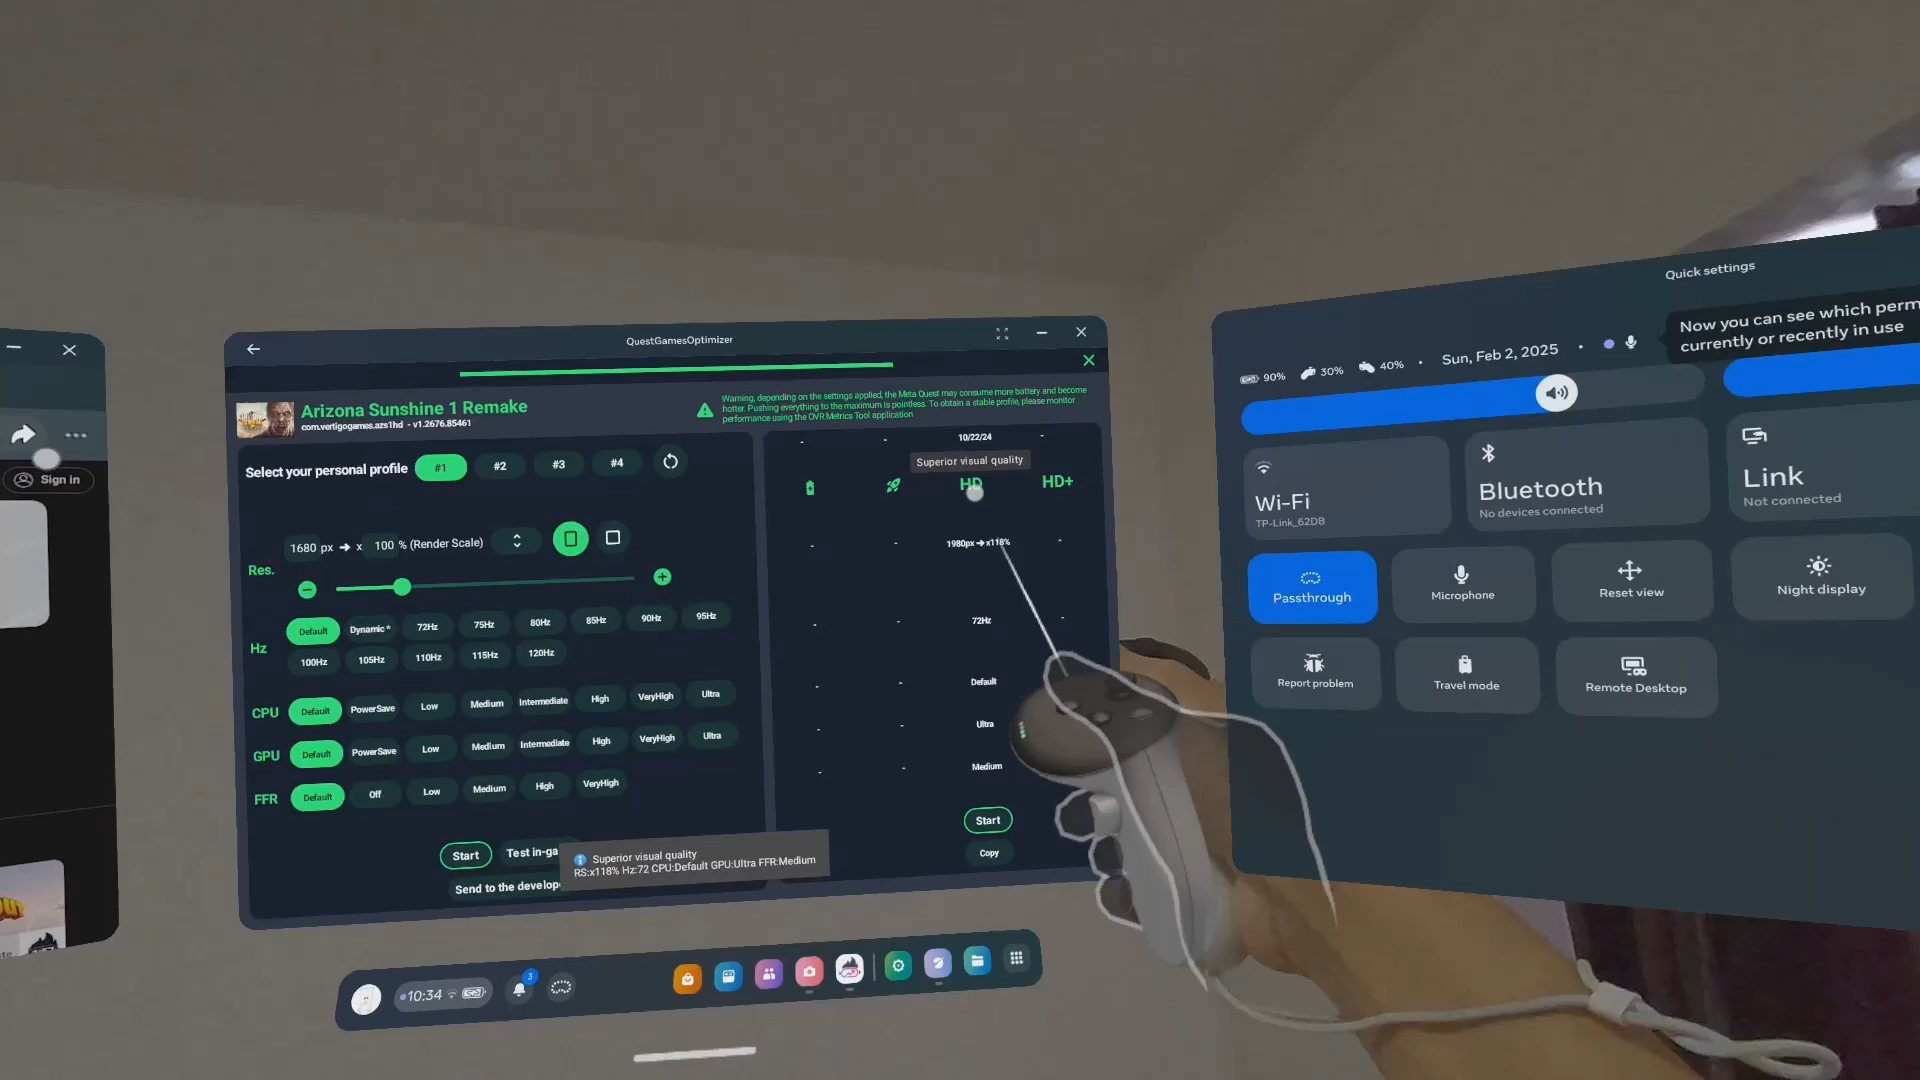 Sign in
QuestGamesOptimizer
Arizona Sunshine 1 Remake
com.vertigogames.azs1hd - v1.2676.85461
Warning, depending on the settings applied, the Meta Quest may consume more battery and become
hotter. Pushing everything to the maximum is pointless. To obtain a stable profile, please monitor
performance using the OVR Metrics Tool application
Select your personal profile #1 #2 #3 #4
1680 px ➔ x 100 % (Render Scale)
Res.
Hz
Default Dynamic * 72Hz 75Hz 80Hz 85Hz 90Hz 95Hz
100Hz 105Hz 110Hz 115Hz 120Hz
CPU Default PowerSave Low Medium Intermediate High VeryHigh Ultra
GPU Default PowerSave Low Medium Intermediate High VeryHigh Ultra
FFR Default Off Low Medium High VeryHigh
Start Test in-ga
Send to the develop
Superior visual quality
RS:x118% Hz:72 CPU:Default GPU:Ultra FFR:Medium
- - 10/22/24 -
Superior visual quality
HD HD+
- - 1980px ➔ x118% -
- - 72Hz -
- - Default
- - Ultra
- - Medium
Start
Copy
10:34
3
Quick settings
Now you can see which perm
currently or recently in use
90% 30% 40% • Sun, Feb 2, 2025 •
Wi-Fi
TP-Link_62DB
Bluetooth
No devices connected
Link
Not connected
Passthrough
Microphone
Reset view
Night display
Report problem
Travel mode
Remote Desktop